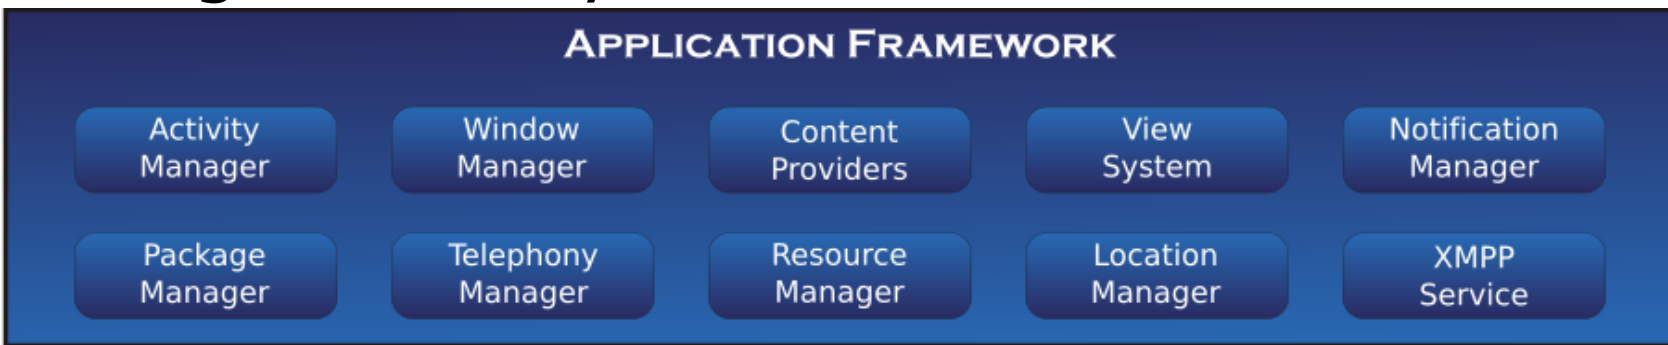 APPLICATION FRAMEWORK
Activity
Manager
Window
Manager
Content
Providers
View
System
Notification
Manager
Package
Manager
Telephony
Manager
Resource
Manager
Location
Manager
XMPP
Service